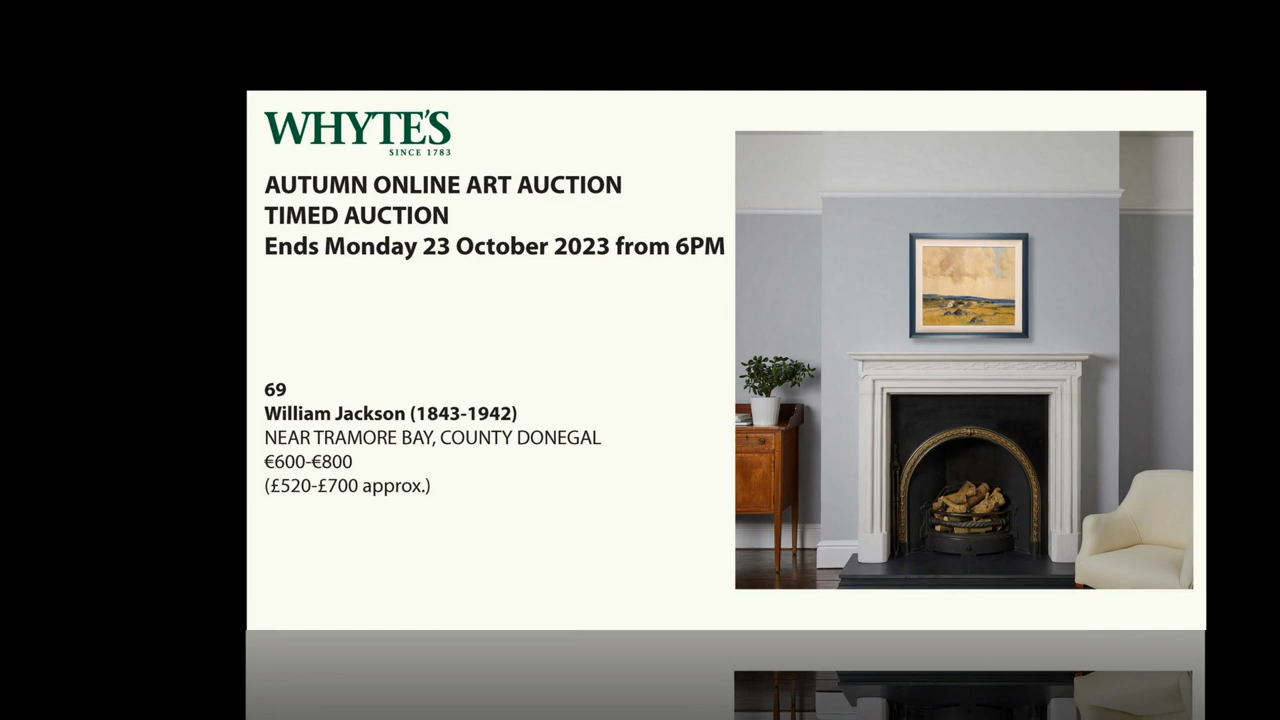 WHYTE'S
SINCE 1783
AUTUMN ONLINE ART AUCTION
TIMED AUCTION
Ends Monday 23 October 2023 from 6PM
69
William Jackson (1843-1942)
NEAR TRAMORE BAY, COUNTY DONEGAL
€600-€800
(£520-£700 approx.)